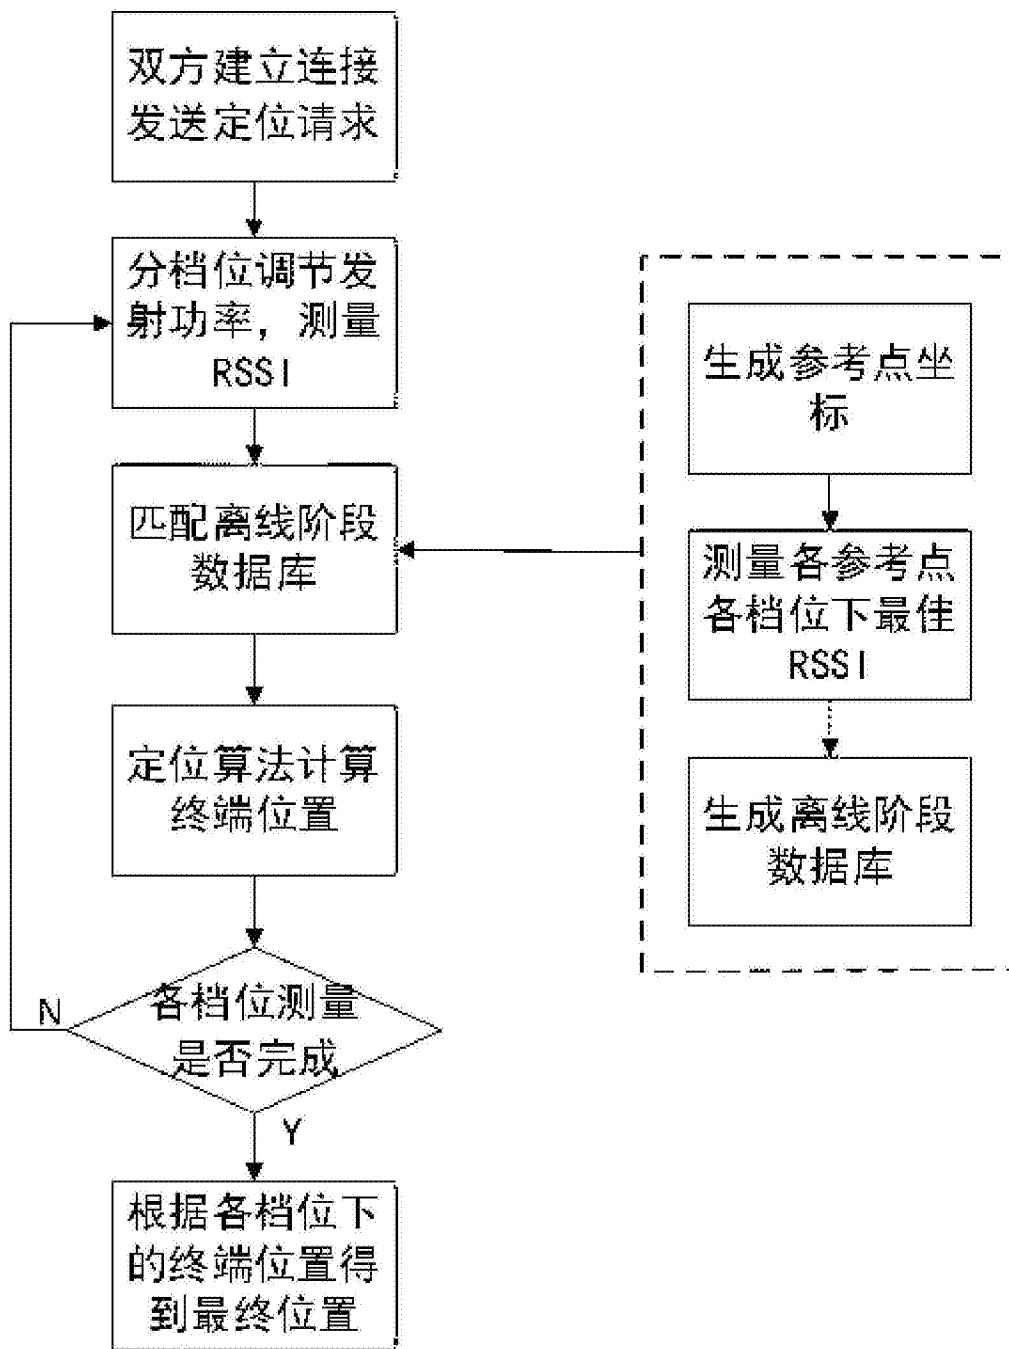 双方建立连接
发送定位请求
分档位调节发
射功率，测量
RSSI
匹配离线阶段
数据库
定位算法计算
终端位置
各档位测量
是否完成
N
Y
根据各档位下
的终端位置得
到最终位置
生成参考点坐
标
测量各参考点
各档位下最佳
RSSI
生成离线阶段
数据库